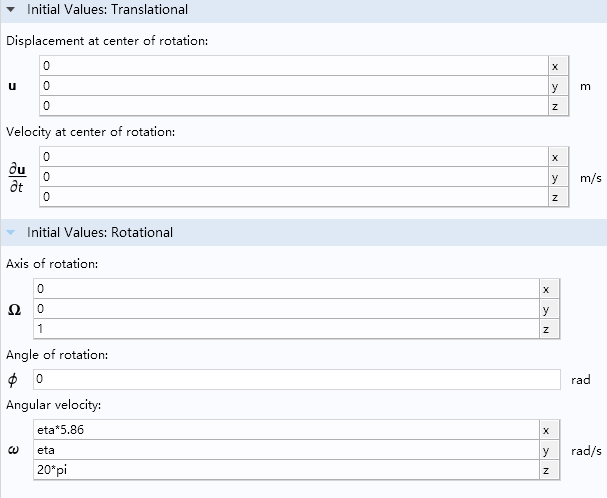 Initial Values: Translational
Displacement at center of rotation:
0 x
u 0 y m
0 z
Velocity at center of rotation:
0 x
∂u/∂t 0 y m/s
0 z
Initial Values: Rotational
Axis of rotation:
0 x
Ω 0 y
1 z
Angle of rotation:
ϕ 0 rad
Angular velocity:
eta*5.86 x
ω eta y rad/s
20*pi z